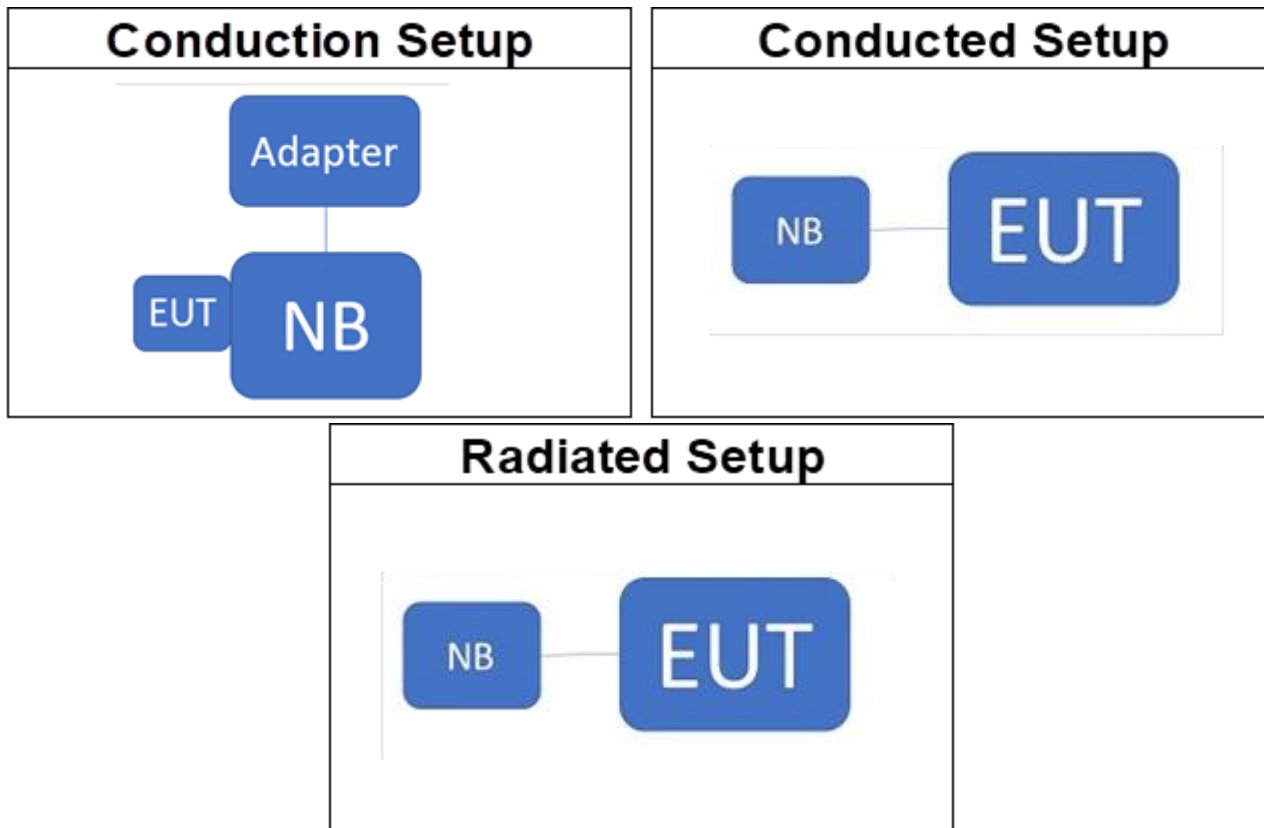 Conduction Setup
Adapter
EUT
NB
Conducted Setup
NB
EUT
Radiated Setup
NB
EUT